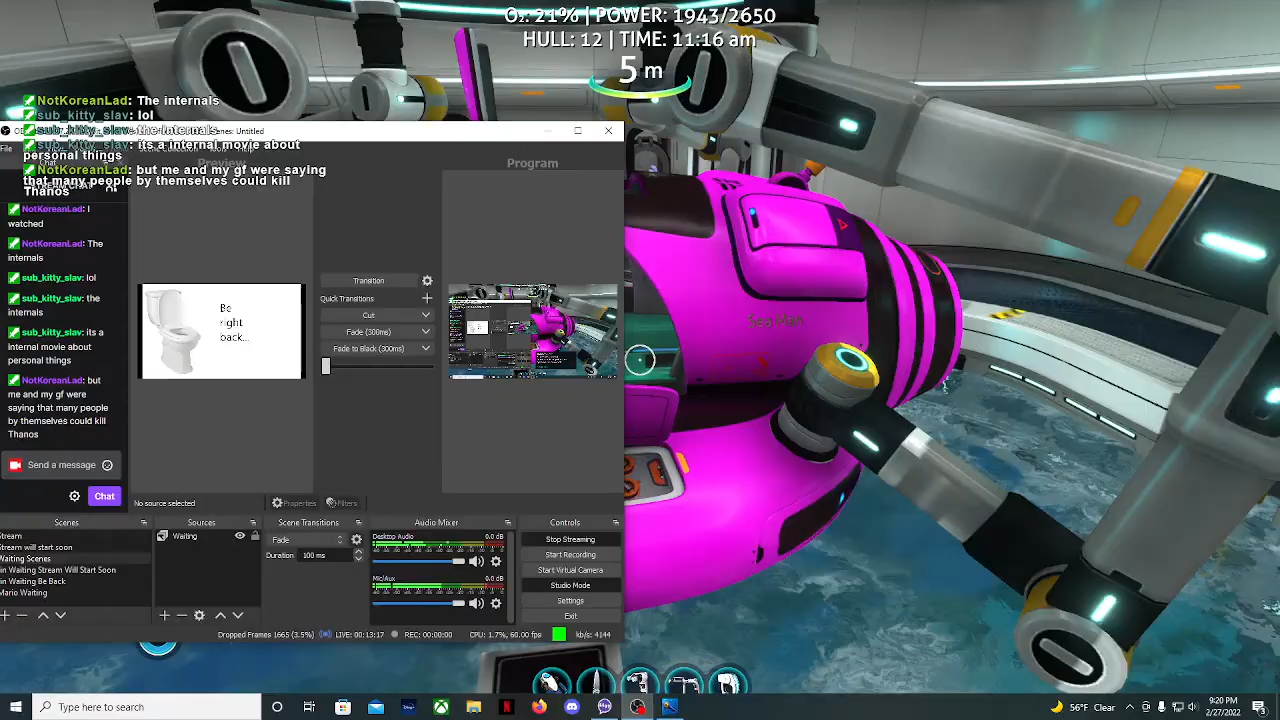 O₂: 21% | POWER: 1943/2650
HULL: 12 | TIME: 11:16 am
5 m
NotKoreanLad: The internals
sub_kitty_slav: lol
sub_kitty_slav: the internals
sub_kitty_slav: its a internal movie about
personal things
NotKoreanLad: but me and my gf were saying
that many people by themselves could kill
Thanos
Untitled
File
Preview
Program
NotKoreanLad: I
watched
NotKoreanLad: The
internals
sub_kitty_slav: lol
sub_kitty_slav: the
internals
sub_kitty_slav: its a
internal movie about
personal things
NotKoreanLad: but
me and my gf were
saying that many
people by
themselves could kill
Thanos
Send a message
Chat
Be
right
back...
Transition
Quick Transitions
Cut
Fade (300ms)
Fade to Black (300ms)
Sea Man
No source selected
Properties
Filters
Scenes
Sources
Scene Transitions
Audio Mixer
Controls
Stream
Stream will start soon
Waiting Scenes
in Waiting Stream Will Start Soon
in Waiting Be Back
Mario Waiting
Waiting
Fade
Duration 100 ms
Desktop Audio 0.0 dB
Mic/Aux 0.0 dB
Stop Streaming
Start Recording
Start Virtual Camera
Studio Mode
Settings
Exit
Dropped Frames 1665 (3.5%)
LIVE: 00:13:17
REC: 00:00:00
CPU: 1.7%, 60.00 fps
kb/s: 4144
Type here to search
56°F Clear
9:20 PM
2/27/2022